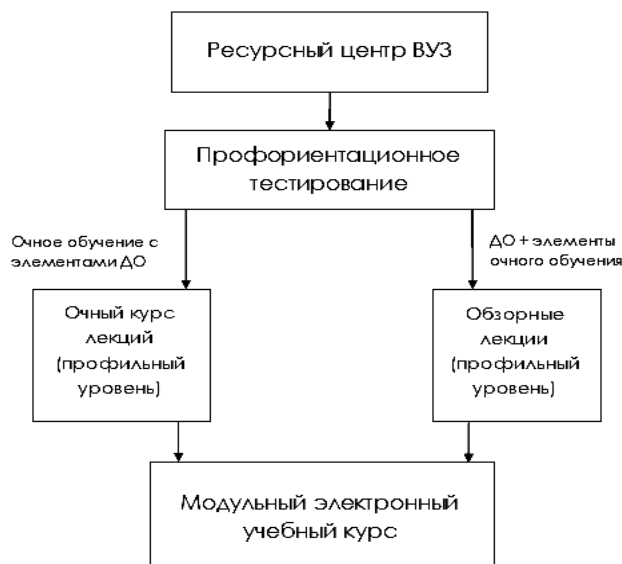 Ресурсный центр ВУЗ
Профориентационное
тестирование
Очное обучение с
элементами ДО
ДО + элементы
очного обучения
Очный курс
лекций
(профильный
уровень)
Обзорные
лекции
(профильный
уровень)
Модульный электронный
учебный курс